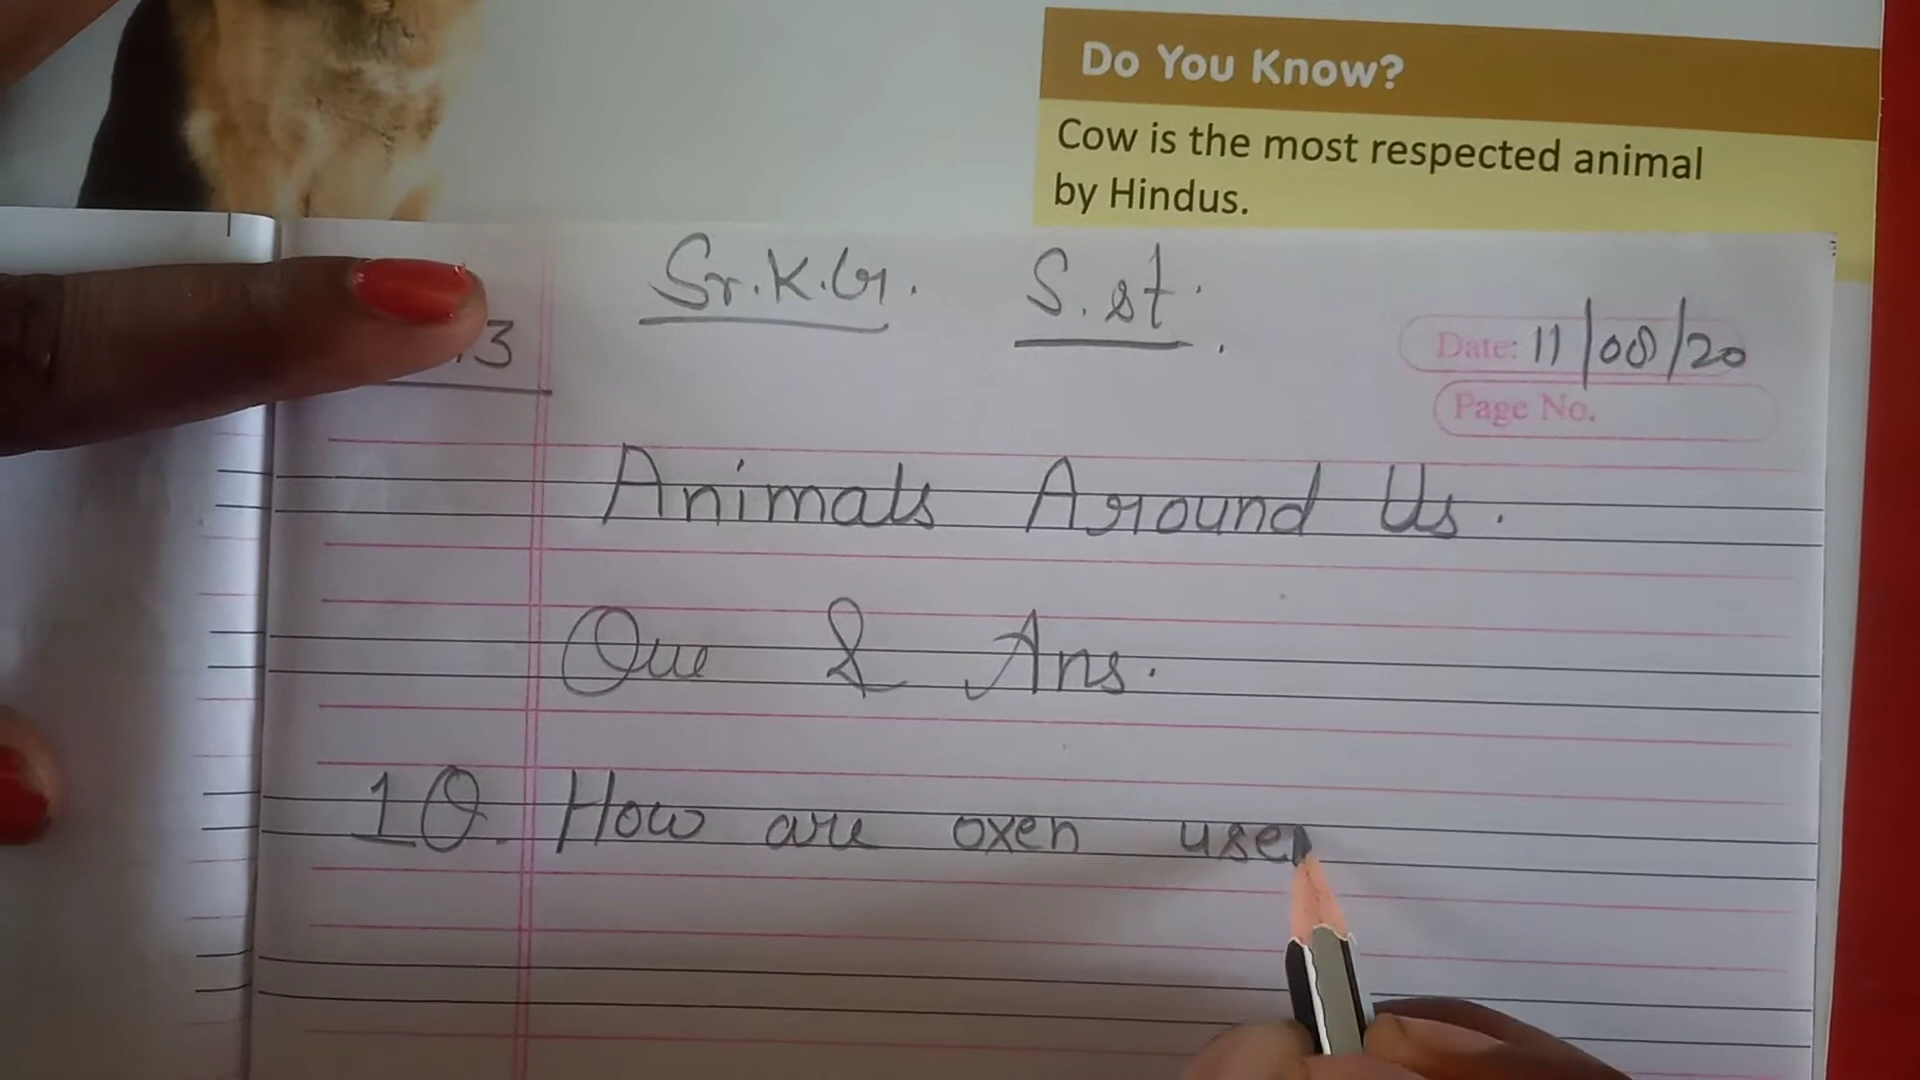 Do You Know?
Cow is the most respected animal
by Hindus.
Sr.K.G. S.st.
Date: 11/08/20
3
Page No.
Animals Around Us.
Que & Ans.
1Q. How are oxen use